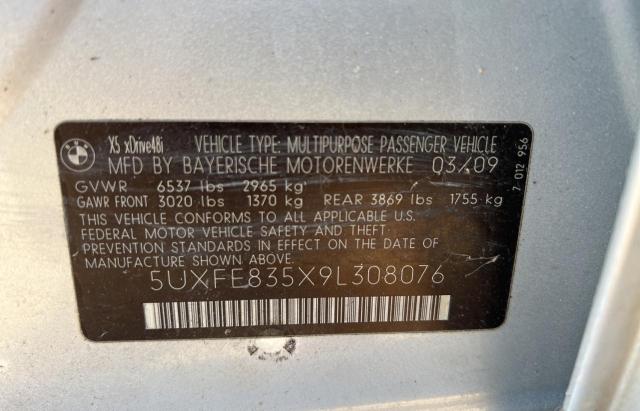 BMW
X5 xDrive48i VEHICLE TYPE: MULTIPURPOSE PASSENGER VEHICLE
MFD BY BAYERISCHE MOTORENWERKE 03/09
GVWR 6537 lbs 2965 kg
GAWR FRONT 3020 lbs 1370 kg REAR 3869 lbs 1755 kg
THIS VEHICLE CONFORMS TO ALL APPLICABLE U.S.
FEDERAL MOTOR VEHICLE SAFETY AND THEFT
PREVENTION STANDARDS IN EFFECT ON THE DATE OF
MANUFACTURE SHOWN ABOVE.
5UXFE835X9L308076
7 012 956